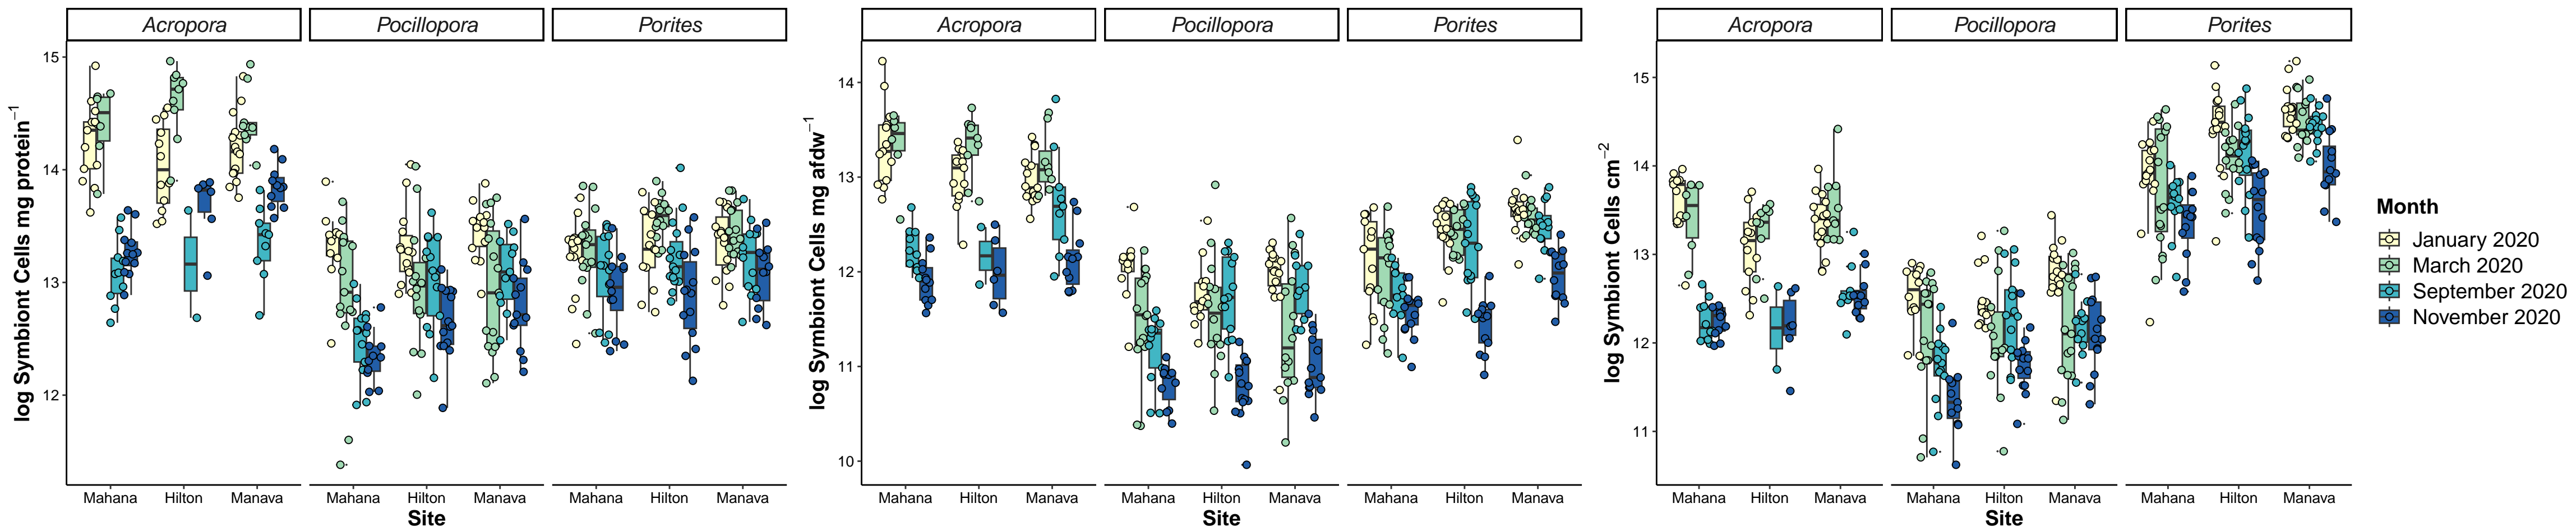 log Symbiont Cells mg protein⁻¹
Acropora Pocillopora Porites
15
14
13
12
Mahana Hilton Manava Mahana Hilton Manava Mahana Hilton Manava
Site
log Symbiont Cells mg afdw⁻¹
Acropora Pocillopora Porites
14
13
12
11
10
Mahana Hilton Manava Mahana Hilton Manava Mahana Hilton Manava
Site
log Symbiont Cells cm⁻²
Acropora Pocillopora Porites
15
14
13
12
11
Mahana Hilton Manava Mahana Hilton Manava Mahana Hilton Manava
Site
Month
January 2020
March 2020
September 2020
November 2020